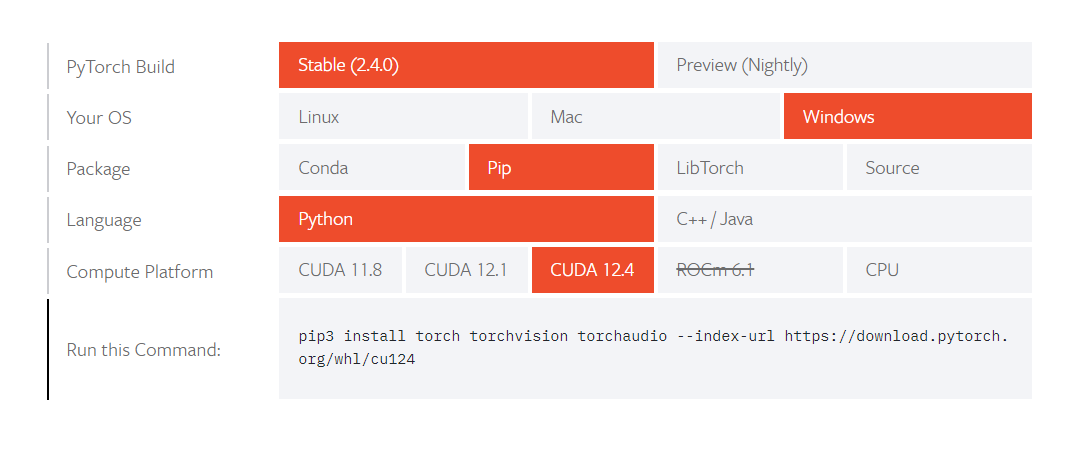 PyTorch Build Stable (2.4.0) Preview (Nightly)
Your OS Linux Mac Windows
Package Conda Pip LibTorch Source
Language Python C++ / Java
Compute Platform CUDA 11.8 CUDA 12.1 CUDA 12.4 ROCm 6.1 CPU
Run this Command:
pip3 install torch torchvision torchaudio --index-url https://download.pytorch.
org/whl/cu124